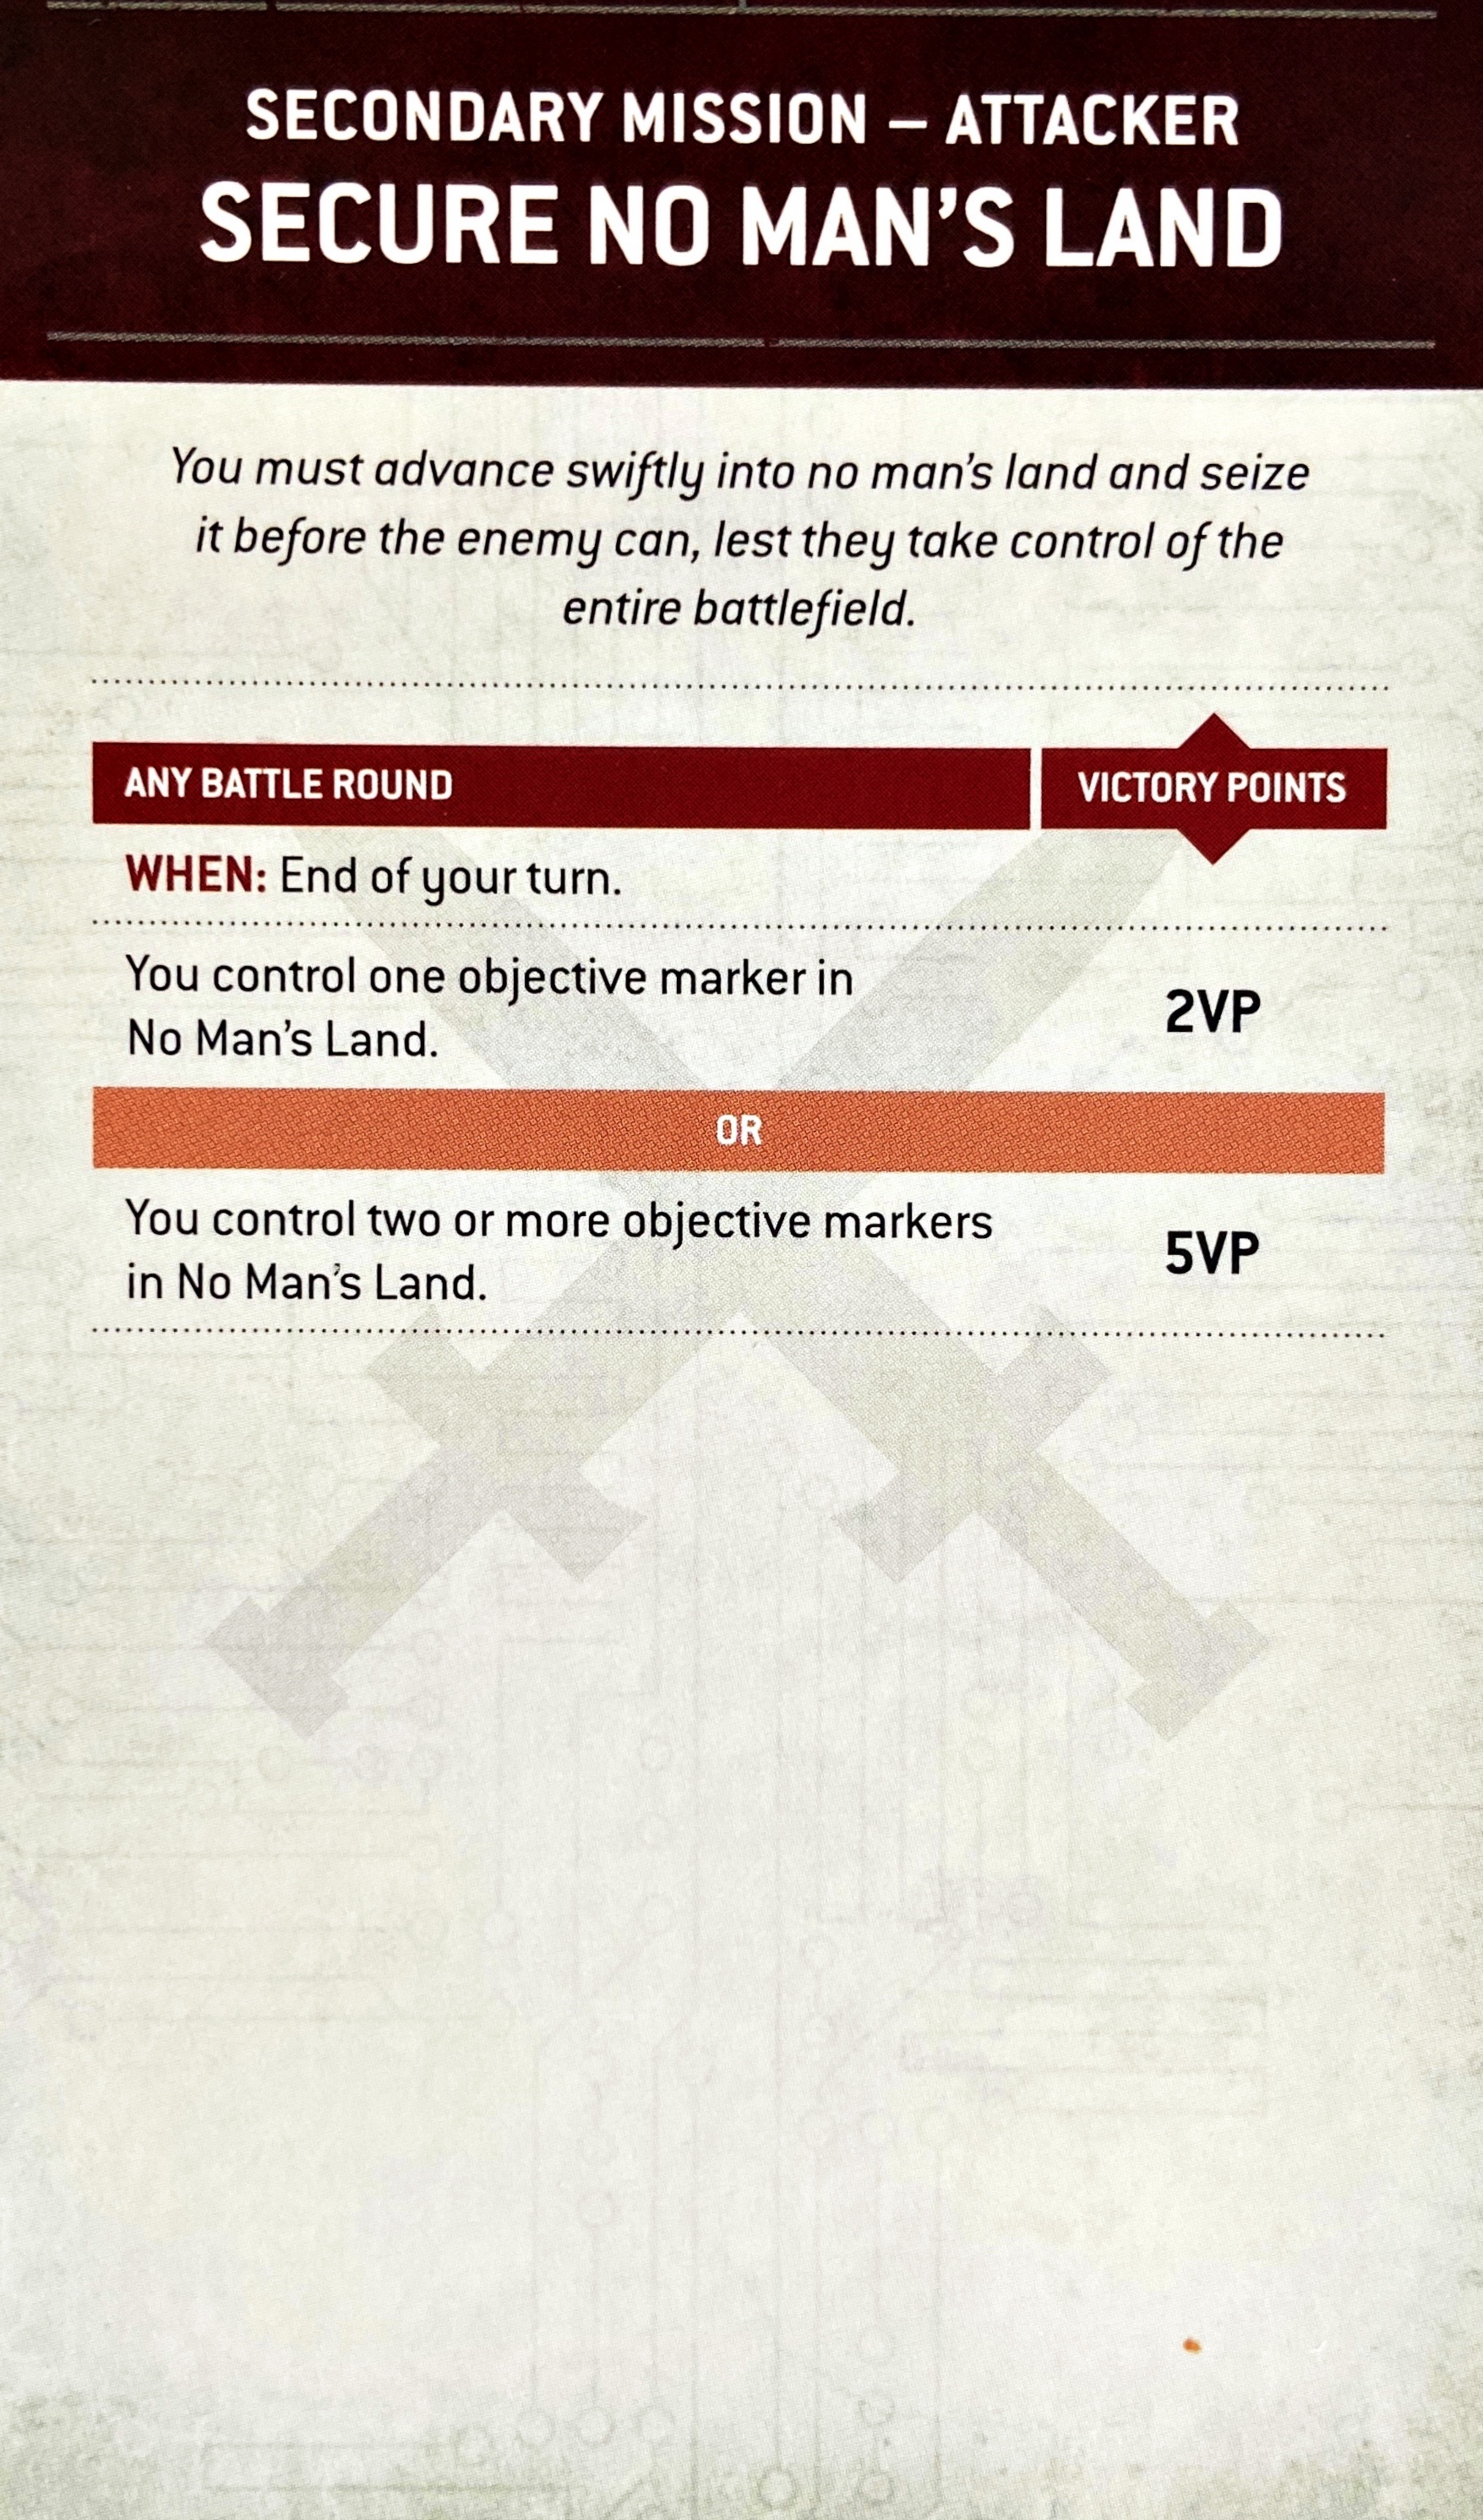 SECONDARY MISSION – ATTACKER
SECURE NO MAN'S LAND
You must advance swiftly into no man's land and seize
it before the enemy can, lest they take control of the
entire battlefield.
ANY BATTLE ROUND
VICTORY POINTS
WHEN: End of your turn.
You control one objective marker in
No Man's Land.
2VP
OR
You control two or more objective markers
in No Man's Land.
5VP